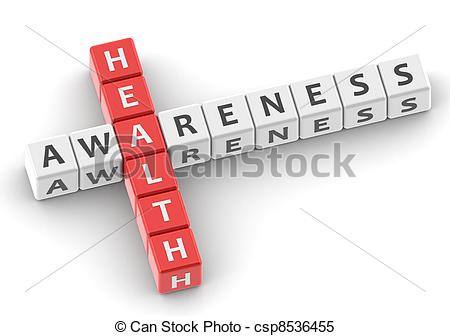 HEALTH
AWARENESS
© Can Stock Photo - csp8536455